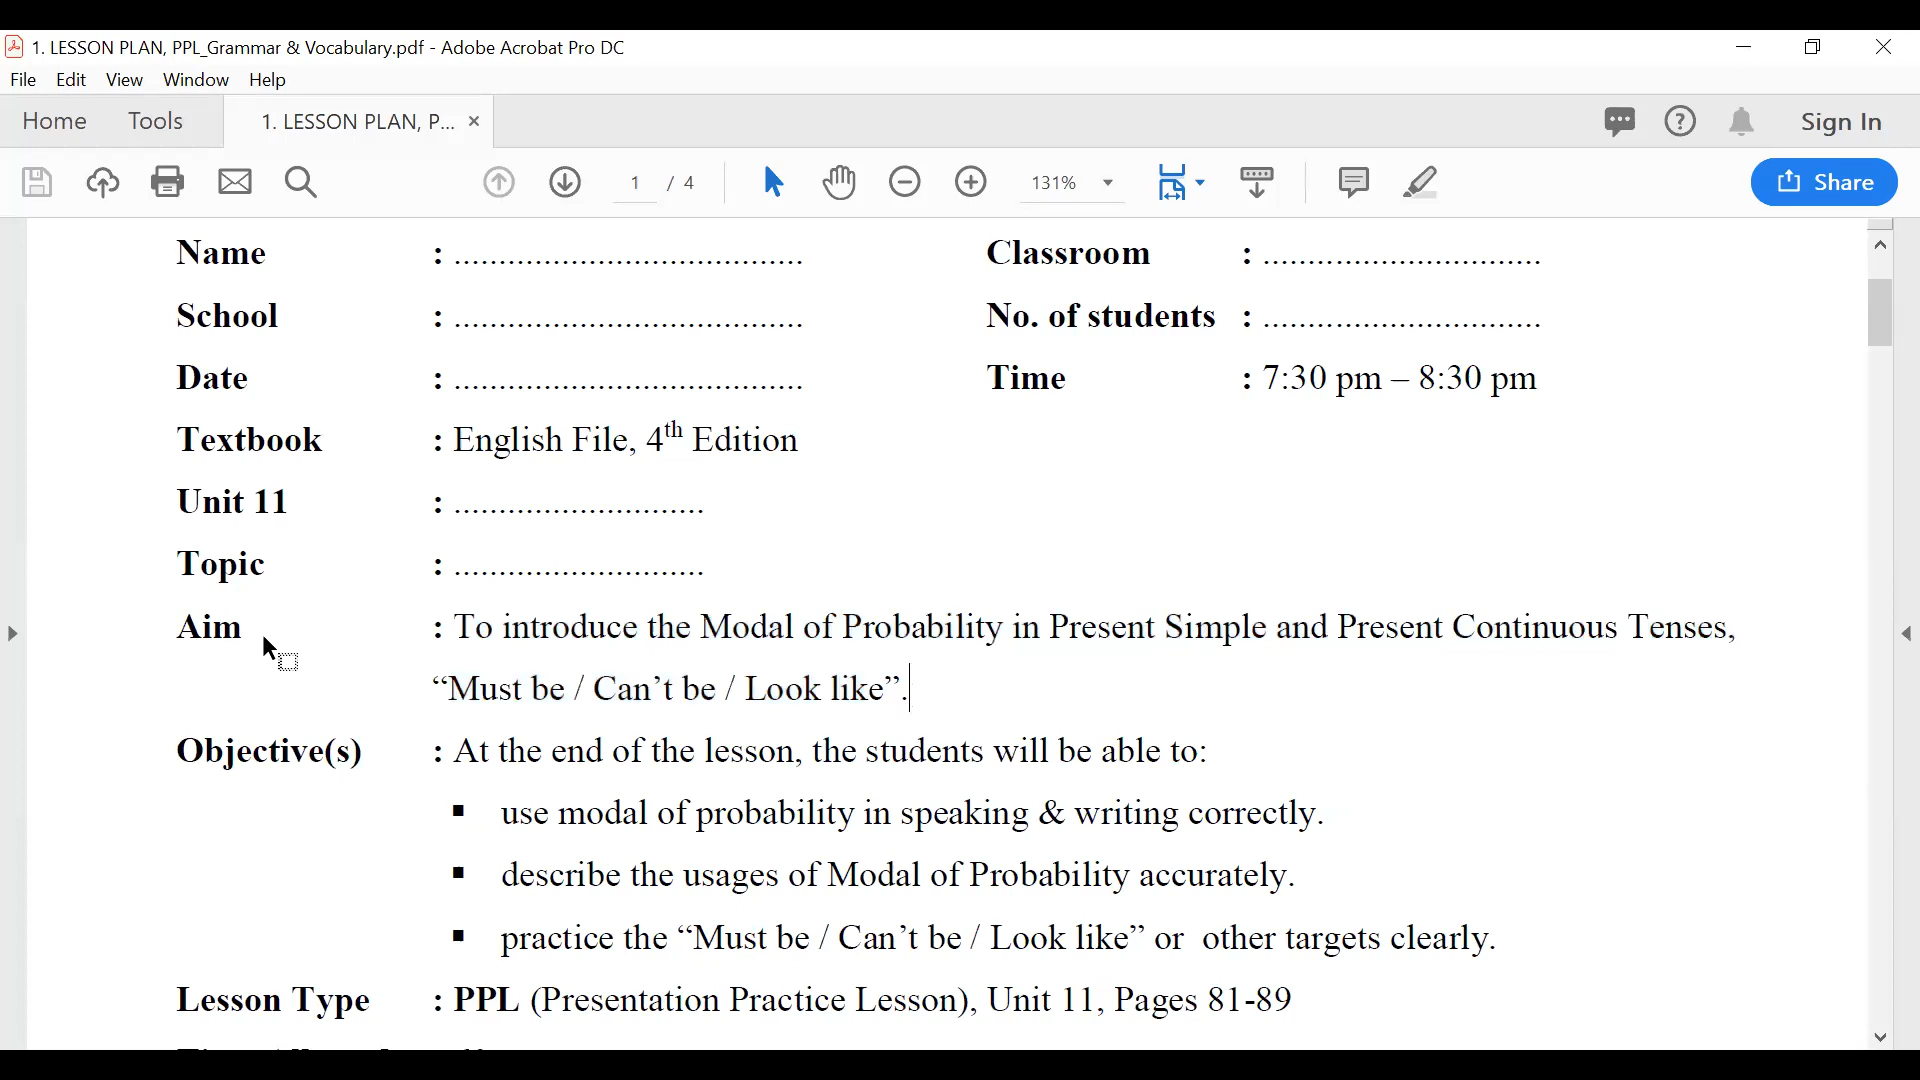 1. LESSON PLAN, PPL_Grammar & Vocabulary.pdf - Adobe Acrobat Pro DC
File Edit View Window Help
Home Tools 1. LESSON PLAN, P... × Sign In
1 / 4 131% Share
Name : ....................................... Classroom : ...............................
School : ....................................... No. of students : ...............................
Date : ....................................... Time : 7:30 pm – 8:30 pm
Textbook : English File, 4th Edition
Unit 11 : ............................
Topic : ............................
Aim : To introduce the Modal of Probability in Present Simple and Present Continuous Tenses,
“Must be / Can’t be / Look like”.
Objective(s) : At the end of the lesson, the students will be able to:
▪ use modal of probability in speaking & writing correctly.
▪ describe the usages of Modal of Probability accurately.
▪ practice the “Must be / Can’t be / Look like” or other targets clearly.
Lesson Type : PPL (Presentation Practice Lesson), Unit 11, Pages 81-89